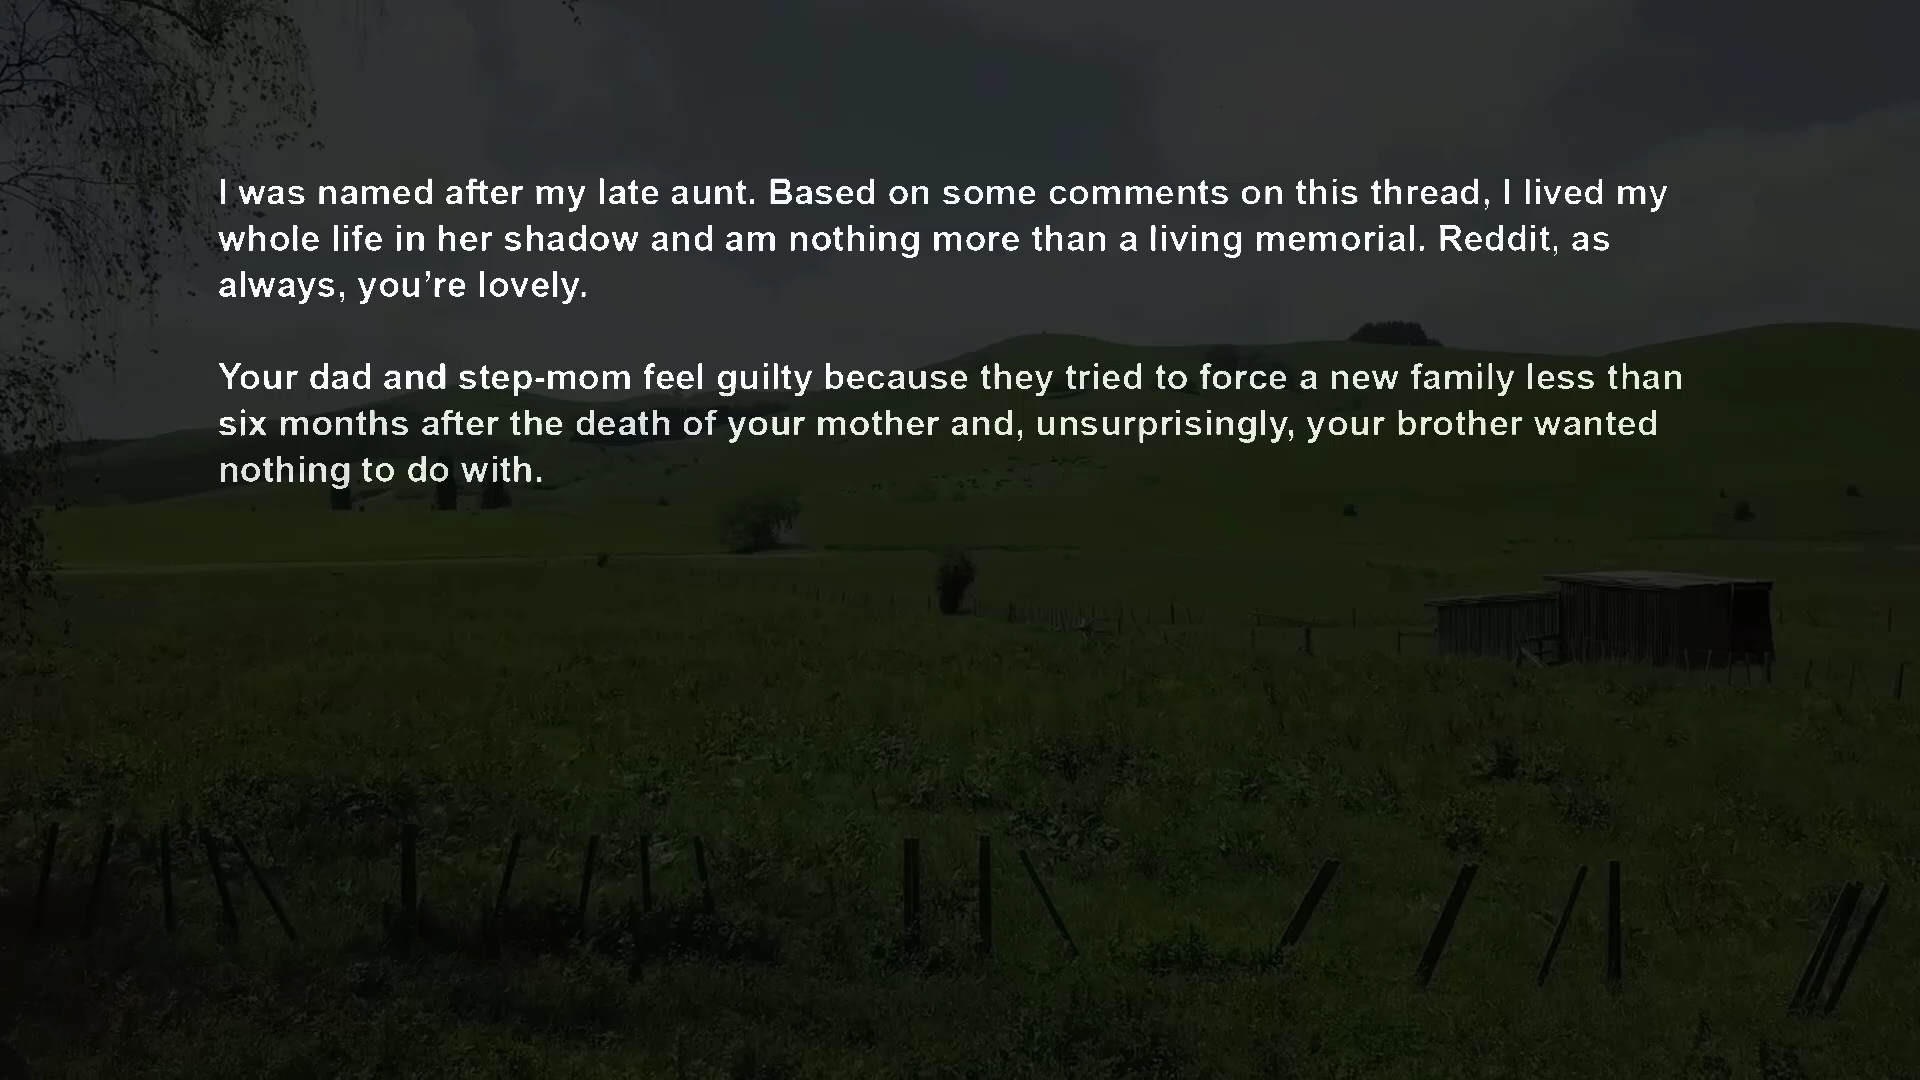 I was named after my late aunt. Based on some comments on this thread, I lived my
whole life in her shadow and am nothing more than a living memorial. Reddit, as
always, you’re lovely.
Your dad and step-mom feel guilty because they tried to force a new family less than
six months after the death of your mother and, unsurprisingly, your brother wanted
nothing to do with.